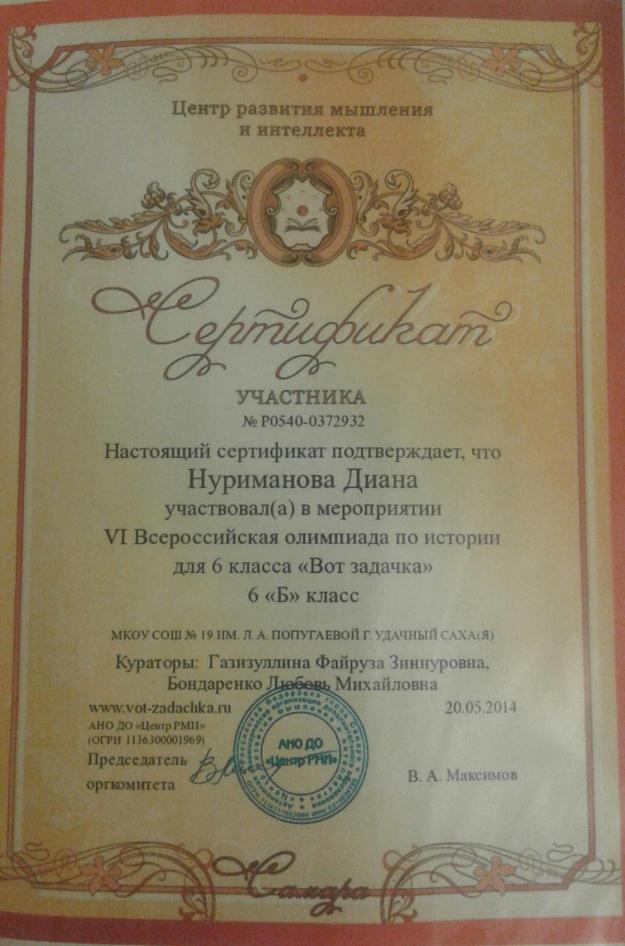 Центр развития мышления
и интеллекта
Сертификат
УЧАСТНИКА
№ P0540-0372932
Настоящий сертификат подтверждает, что
Нуриманова Диана
участвовал(а) в мероприятии
VI Всероссийская олимпиада по истории
для 6 класса «Вот задачка»
6 «Б» класс
МКОУ СОШ № 19 ИМ. Л. А. ПОПУГАЕВОЙ Г. УДАЧНЫЙ САХА(Я)
Кураторы: Газизуллина Файруза Зиннуровна,
Бондаренко Любовь Михайловна
www.vot-zadachka.ru 20.05.2014
АНО ДО «Центр РМИ»
(ОГРН 1136300001969)
Председатель
оргкомитета
В. А. Максимов
АНО ДО
«Центр РМИ»
Самара